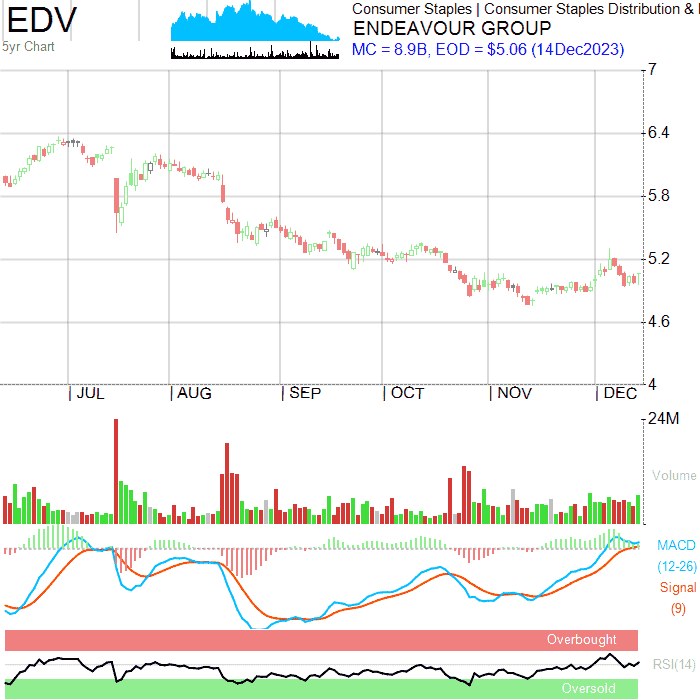 EDV
5yr Chart
Consumer Staples | Consumer Staples Distribution &
ENDEAVOUR GROUP
MC = 8.9B, EOD = $5.06 (14Dec2023)
7
6.4
5.8
5.2
4.6
4
JUL AUG SEP OCT NOV DEC
24M
Volume
MACD
(12-26)
Signal
(9)
Overbought
RSI(14)
Oversold